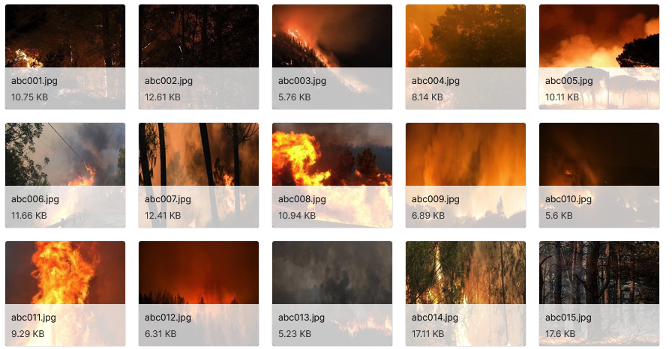 abc001.jpg
10.75 KB
abc002.jpg
12.61 KB
abc003.jpg
5.76 KB
abc004.jpg
8.14 KB
abc005.jpg
10.11 KB
abc006.jpg
11.66 KB
abc007.jpg
12.41 KB
abc008.jpg
10.94 KB
abc009.jpg
6.89 KB
abc010.jpg
5.6 KB
abc011.jpg
9.29 KB
abc012.jpg
6.31 KB
abc013.jpg
5.23 KB
abc014.jpg
17.11 KB
abc015.jpg
17.6 KB